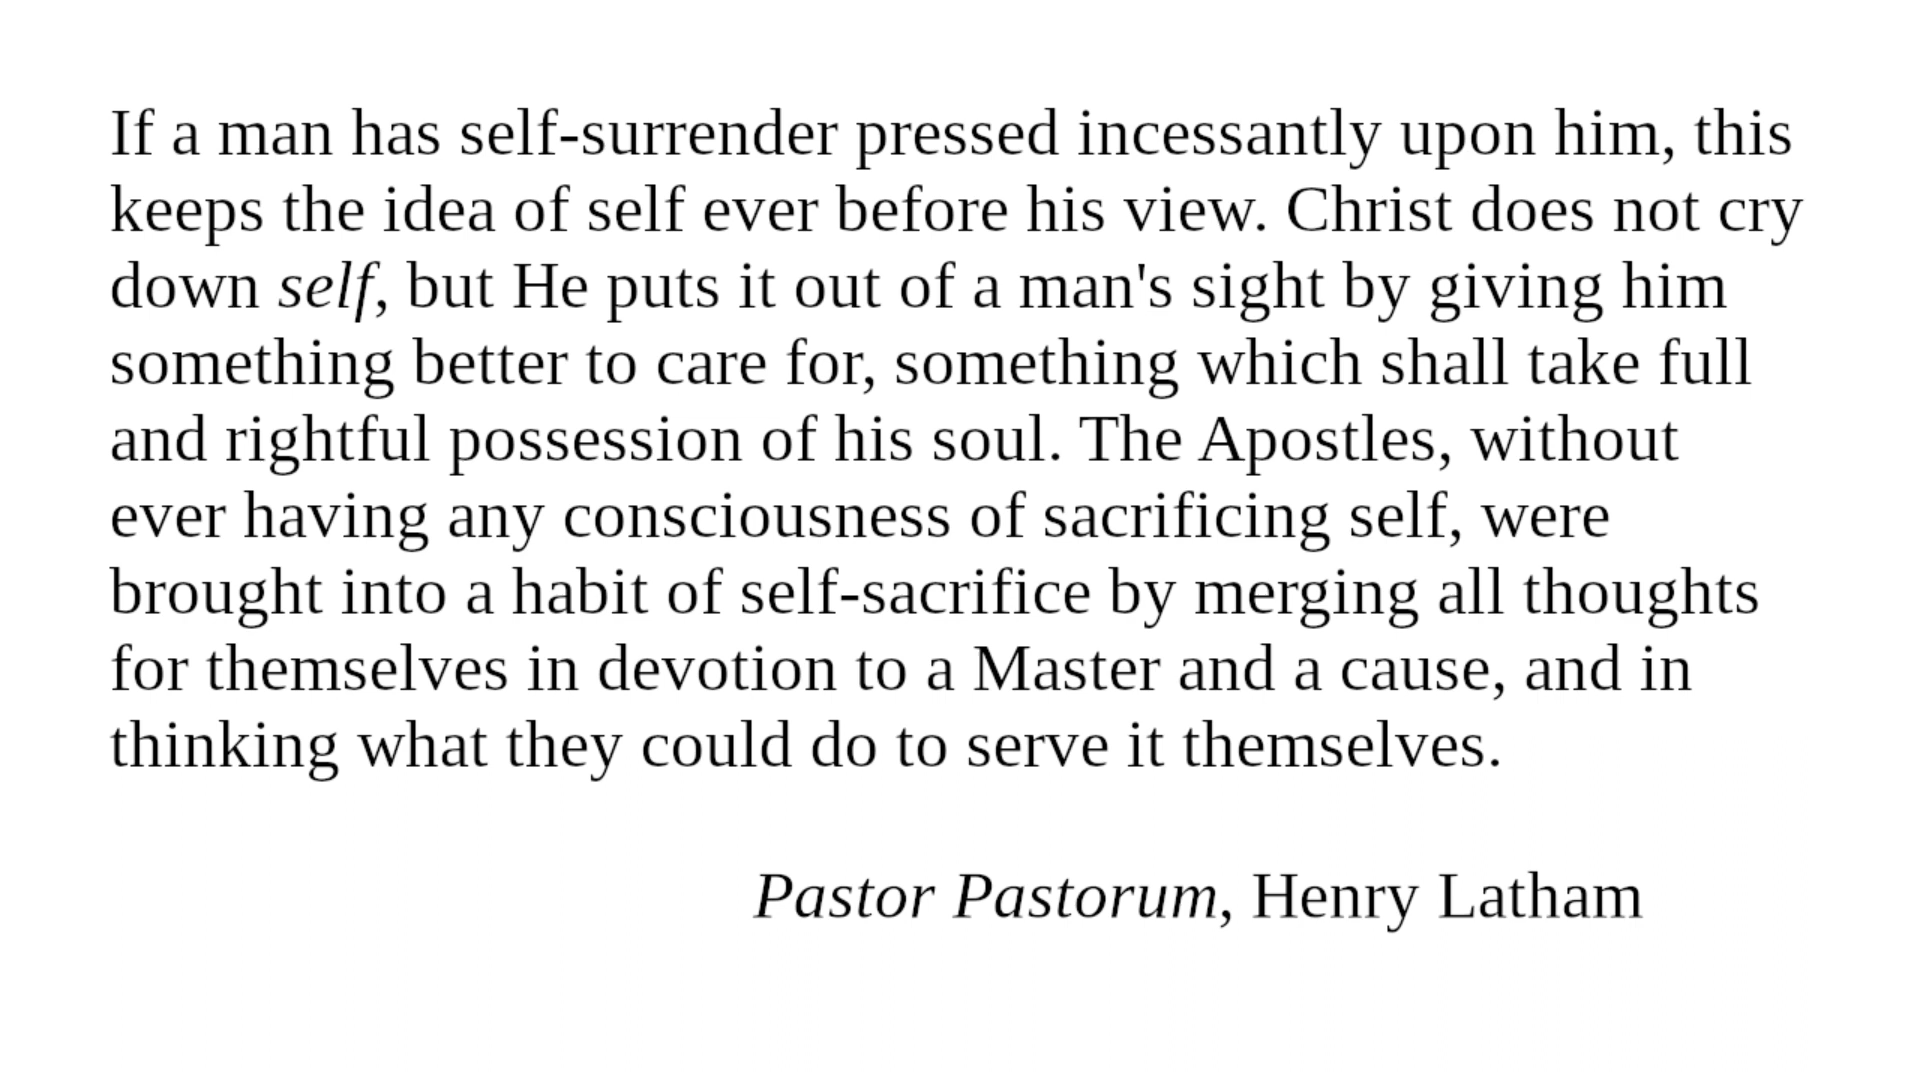 If a man has self-surrender pressed incessantly upon him, this
keeps the idea of self ever before his view. Christ does not cry
down self, but He puts it out of a man's sight by giving him
something better to care for, something which shall take full
and rightful possession of his soul. The Apostles, without
ever having any consciousness of sacrificing self, were
brought into a habit of self-sacrifice by merging all thoughts
for themselves in devotion to a Master and a cause, and in
thinking what they could do to serve it themselves.
Pastor Pastorum, Henry Latham